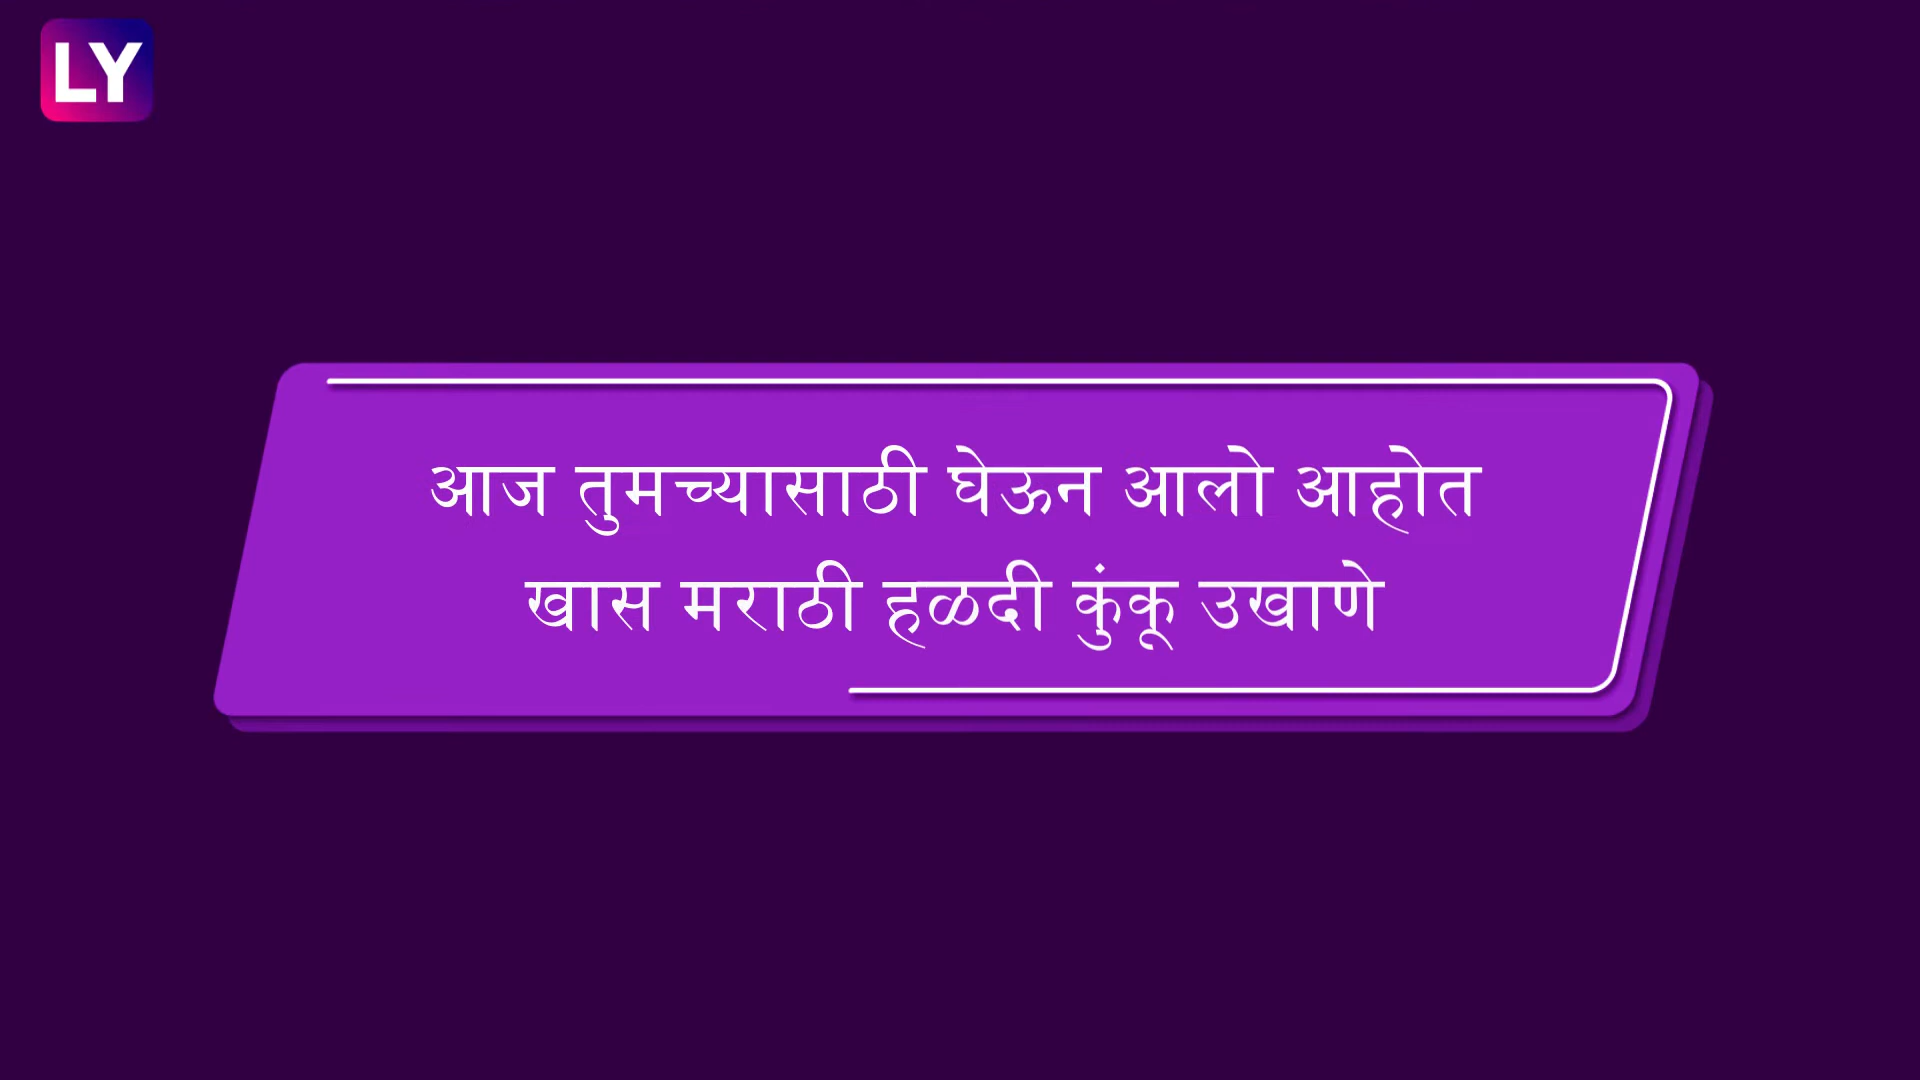 LY
आज तुमच्यासाठी घेऊन आलो आहोत
खास मराठी हळदी कुंकू उखाणे